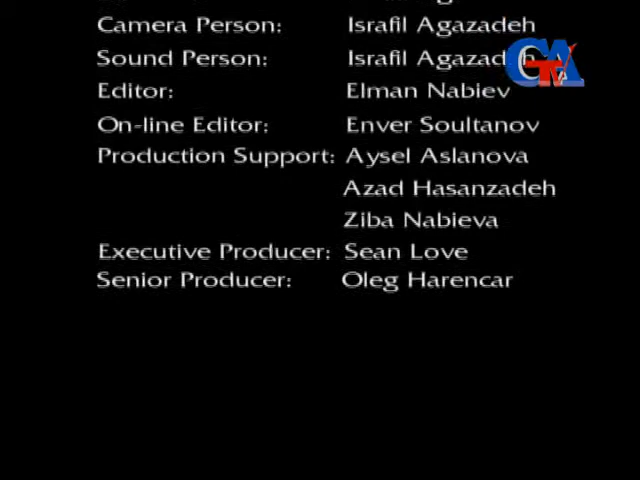 Camera Person: Israfil Agazadeh
Sound Person: Israfil Agazadeh
Editor: Elman Nabiev
On-line Editor: Enver Soultanov
Production Support: Aysel Aslanova
Azad Hasanzadeh
Ziba Nabieva
Executive Producer: Sean Love
Senior Producer: Oleg Harencar